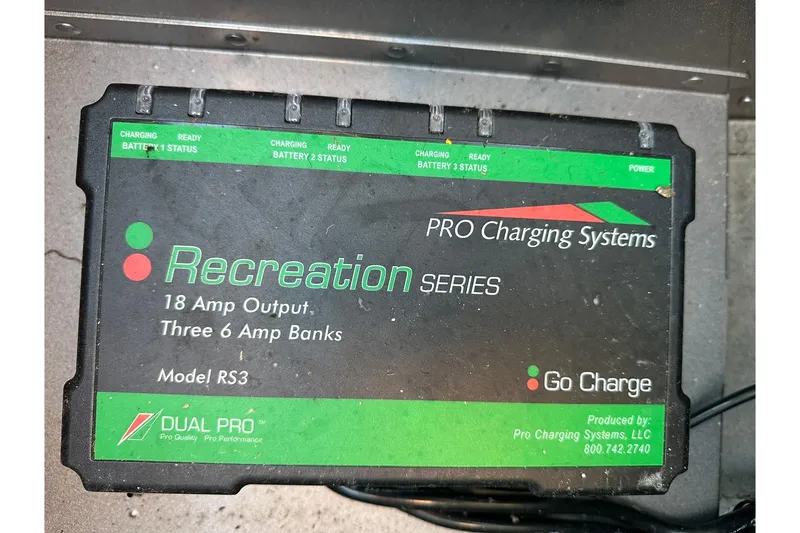 CHARGING READY
BATTERY 1 STATUS
CHARGING READY
BATTERY 2 STATUS
CHARGING READY
BATTERY 3 STATUS
POWER
PRO Charging Systems
Recreation SERIES
18 Amp Output
Three 6 Amp Banks
Model RS3
Go Charge
DUAL PRO™
Pro Quality Pro Performance
Produced by:
Pro Charging Systems, LLC
800.742.2740